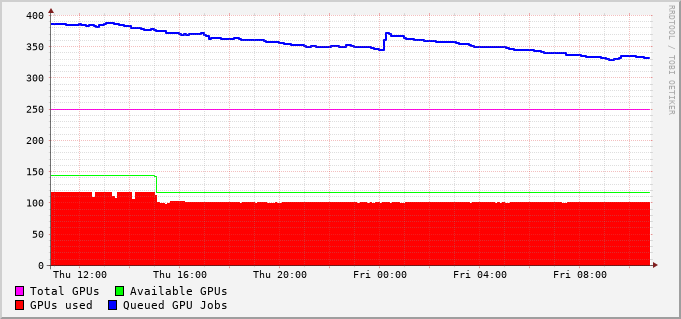 400
350
300
250
200
150
100
50
0
Thu 12:00 Thu 16:00 Thu 20:00 Fri 00:00 Fri 04:00 Fri 08:00
Total GPUs Available GPUs
GPUs used Queued GPU Jobs
RRDTOOL / TOBI OETIKER